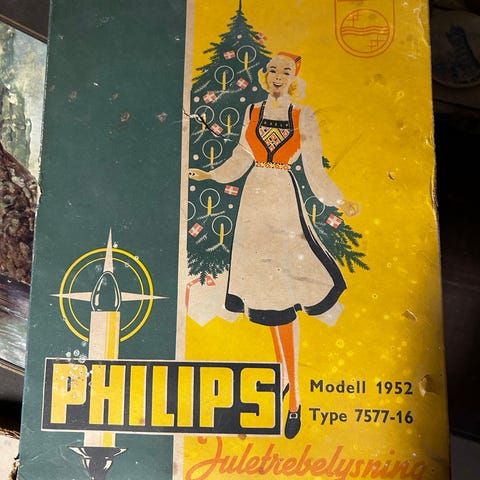 PHILIPS
Modell 1952
Type 7577-16
Juletrebelysning